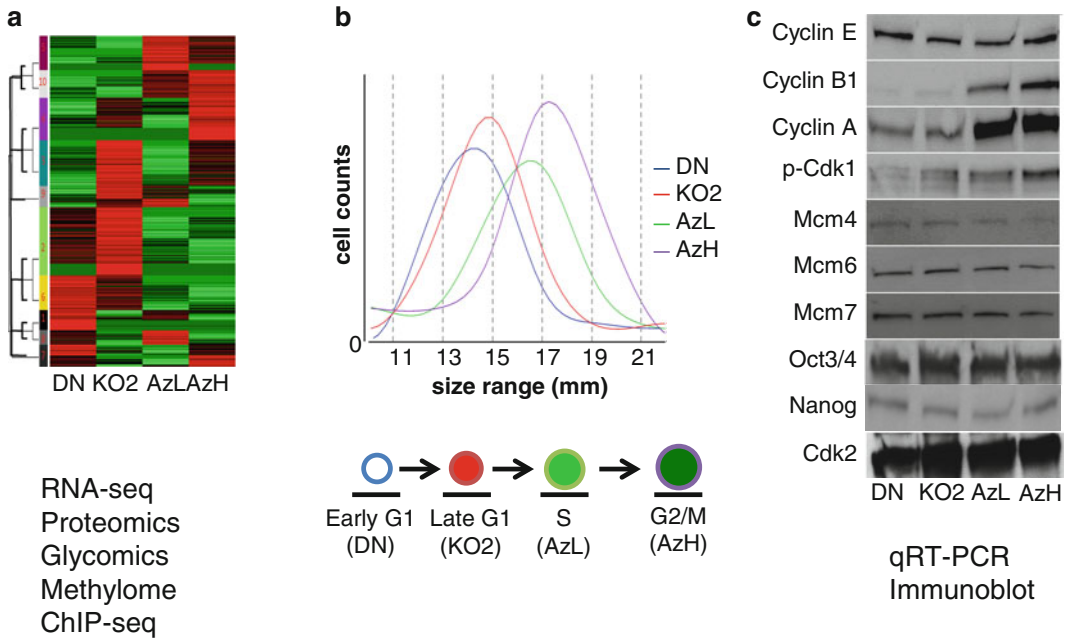 a
DN KO2 AzL AzH
RNA-seq
Proteomics
Glycomics
Methylome
ChIP-seq
b
cell counts
0
11 13 15 17 19 21
size range (mm)
DN
KO2
AzL
AzH
Early G1 (DN)
Late G1 (KO2)
S (AzL)
G2/M (AzH)
c
Cyclin E
Cyclin B1
Cyclin A
p-Cdk1
Mcm4
Mcm6
Mcm7
Oct3/4
Nanog
Cdk2
DN KO2 AzL AzH
qRT-PCR
Immunoblot